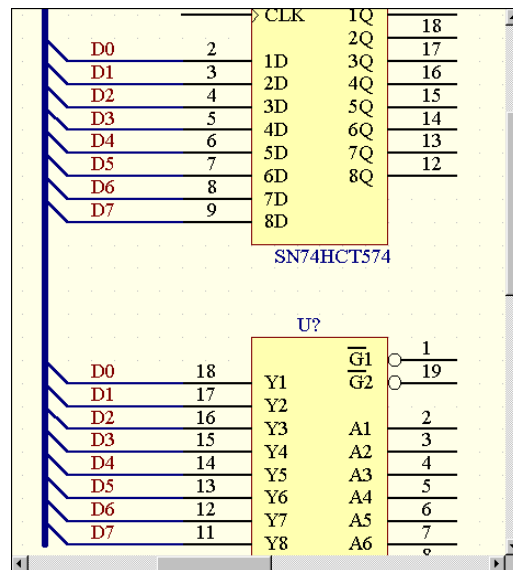 CLK 1Q
18
2Q
D0 2 17
1D 3Q
D1 3 16
2D 4Q
D2 4 15
3D 5Q
D3 5 14
4D 6Q
D4 6 13
5D 7Q
D5 7 12
6D 8Q
D6 8
7D
D7 9
8D
SN74HCT574
U?
G1 1
D0 18 19
Y1 G2
D1 17
Y2
D2 16 2
Y3 A1
D3 15 3
Y4 A2
D4 14 4
Y5 A3
D5 13 5
Y6 A4
D6 12 6
Y7 A5
D7 11 7
Y8 A6
8